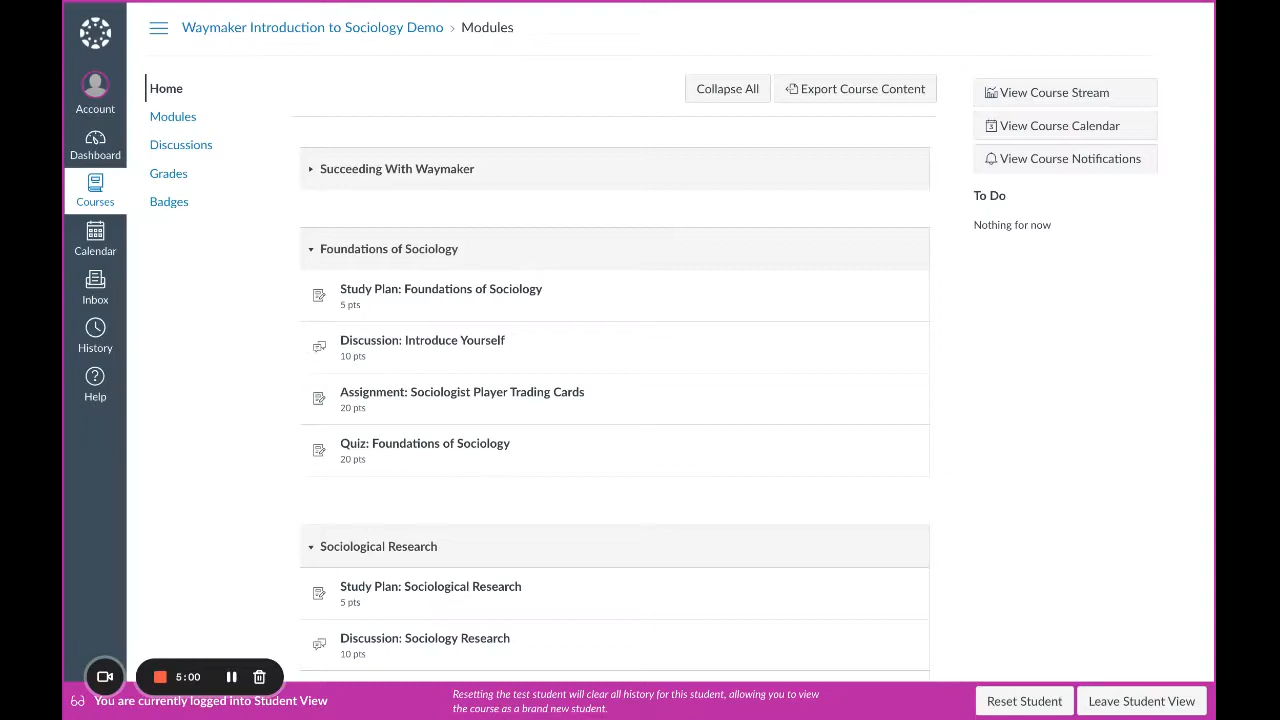 Waymaker Introduction to Sociology Demo › Modules
Account
Dashboard
Courses
Calendar
Inbox
History
Help
Home
Modules
Discussions
Grades
Badges
Collapse All
Export Course Content
Succeeding With Waymaker
Foundations of Sociology
Study Plan: Foundations of Sociology
5 pts
Discussion: Introduce Yourself
10 pts
Assignment: Sociologist Player Trading Cards
20 pts
Quiz: Foundations of Sociology
20 pts
Sociological Research
Study Plan: Sociological Research
5 pts
Discussion: Sociology Research
10 pts
View Course Stream
View Course Calendar
View Course Notifications
To Do
Nothing for now
5:00
You are currently logged into Student View
Resetting the test student will clear all history for this student, allowing you to view
the course as a brand new student.
Reset Student
Leave Student View